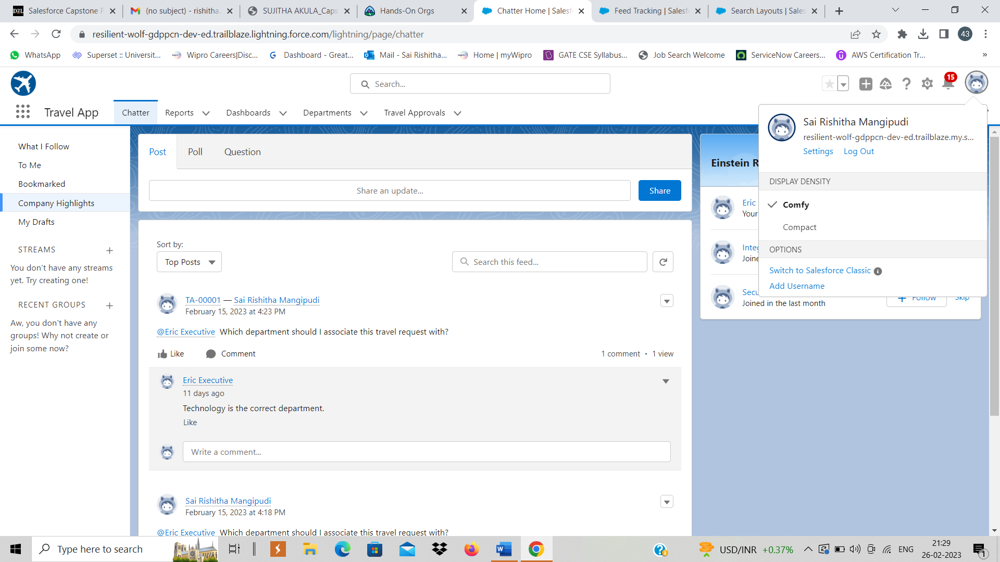 Salesforce Capstone P
(no subject) - rishitha.
SUJITHA AKULA_Caps
Hands-On Orgs
Chatter Home | Salesf
Feed Tracking | Salesf
Search Layouts | Sales
resilient-wolf-gdppcn-dev-ed.trailblaze.lightning.force.com/lightning/page/chatter
43
WhatsApp
Superset :: Universit...
Wipro Careers|Disc...
Dashboard - Great...
Mail - Sai Rishitha...
Home | myWipro
GATE CSE Syllabus...
Job Search Welcome
ServiceNow Careers...
AWS Certification Tr...
»
Search...
15
Travel App
Chatter
Reports
Dashboards
Departments
Travel Approvals
Sai Rishitha Mangipudi
resilient-wolf-gdppcn-dev-ed.trailblaze.my.s...
Settings
Log Out
DISPLAY DENSITY
Comfy
Compact
OPTIONS
Switch to Salesforce Classic
Add Username
What I Follow
To Me
Bookmarked
Company Highlights
My Drafts
STREAMS
You don't have any streams
yet. Try creating one!
RECENT GROUPS
Aw, you don't have any
groups! Why not create or
join some now?
Post
Poll
Question
Share an update...
Share
Sort by:
Top Posts
Search this feed...
TA-00001 — Sai Rishitha Mangipudi
February 15, 2023 at 4:23 PM
@Eric Executive Which department should I associate this travel request with?
Like
Comment
1 comment · 1 view
Eric Executive
11 days ago
Technology is the correct department.
Like
Write a comment...
Sai Rishitha Mangipudi
February 15, 2023 at 4:18 PM
@Eric Executive Which department should I associate this travel request with?
Einstein R
Eric
Your
Integ
Joine
Secu
Joined in the last month
Follow
Skip
Type here to search
USD/INR +0.37%
ENG
21:29
26-02-2023
1